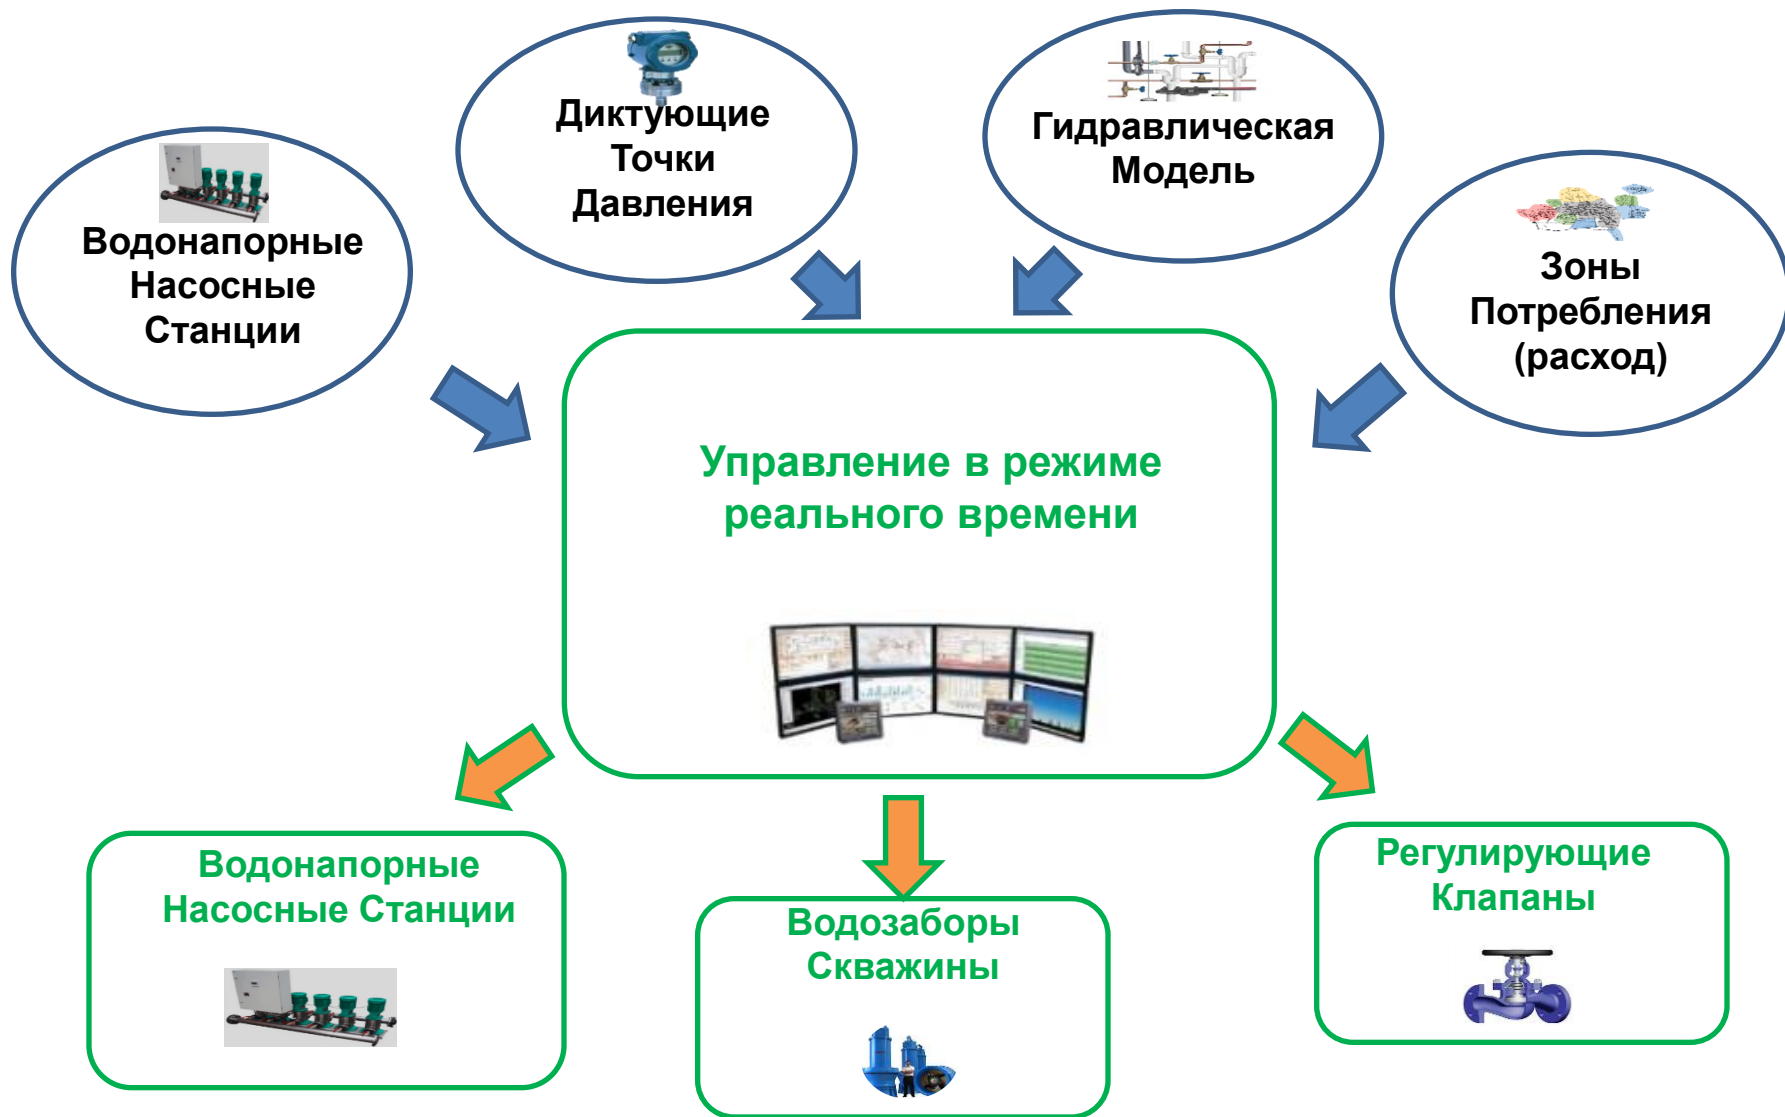 Диктующие
Точки
Давления
Гидравлическая
Модель
Водонапорные
Насосные
Станции
Зоны
Потребления
(расход)
Управление в режиме
реального времени
Водонапорные
Насосные Станции
Водозаборы
Скважины
Регулирующие
Клапаны